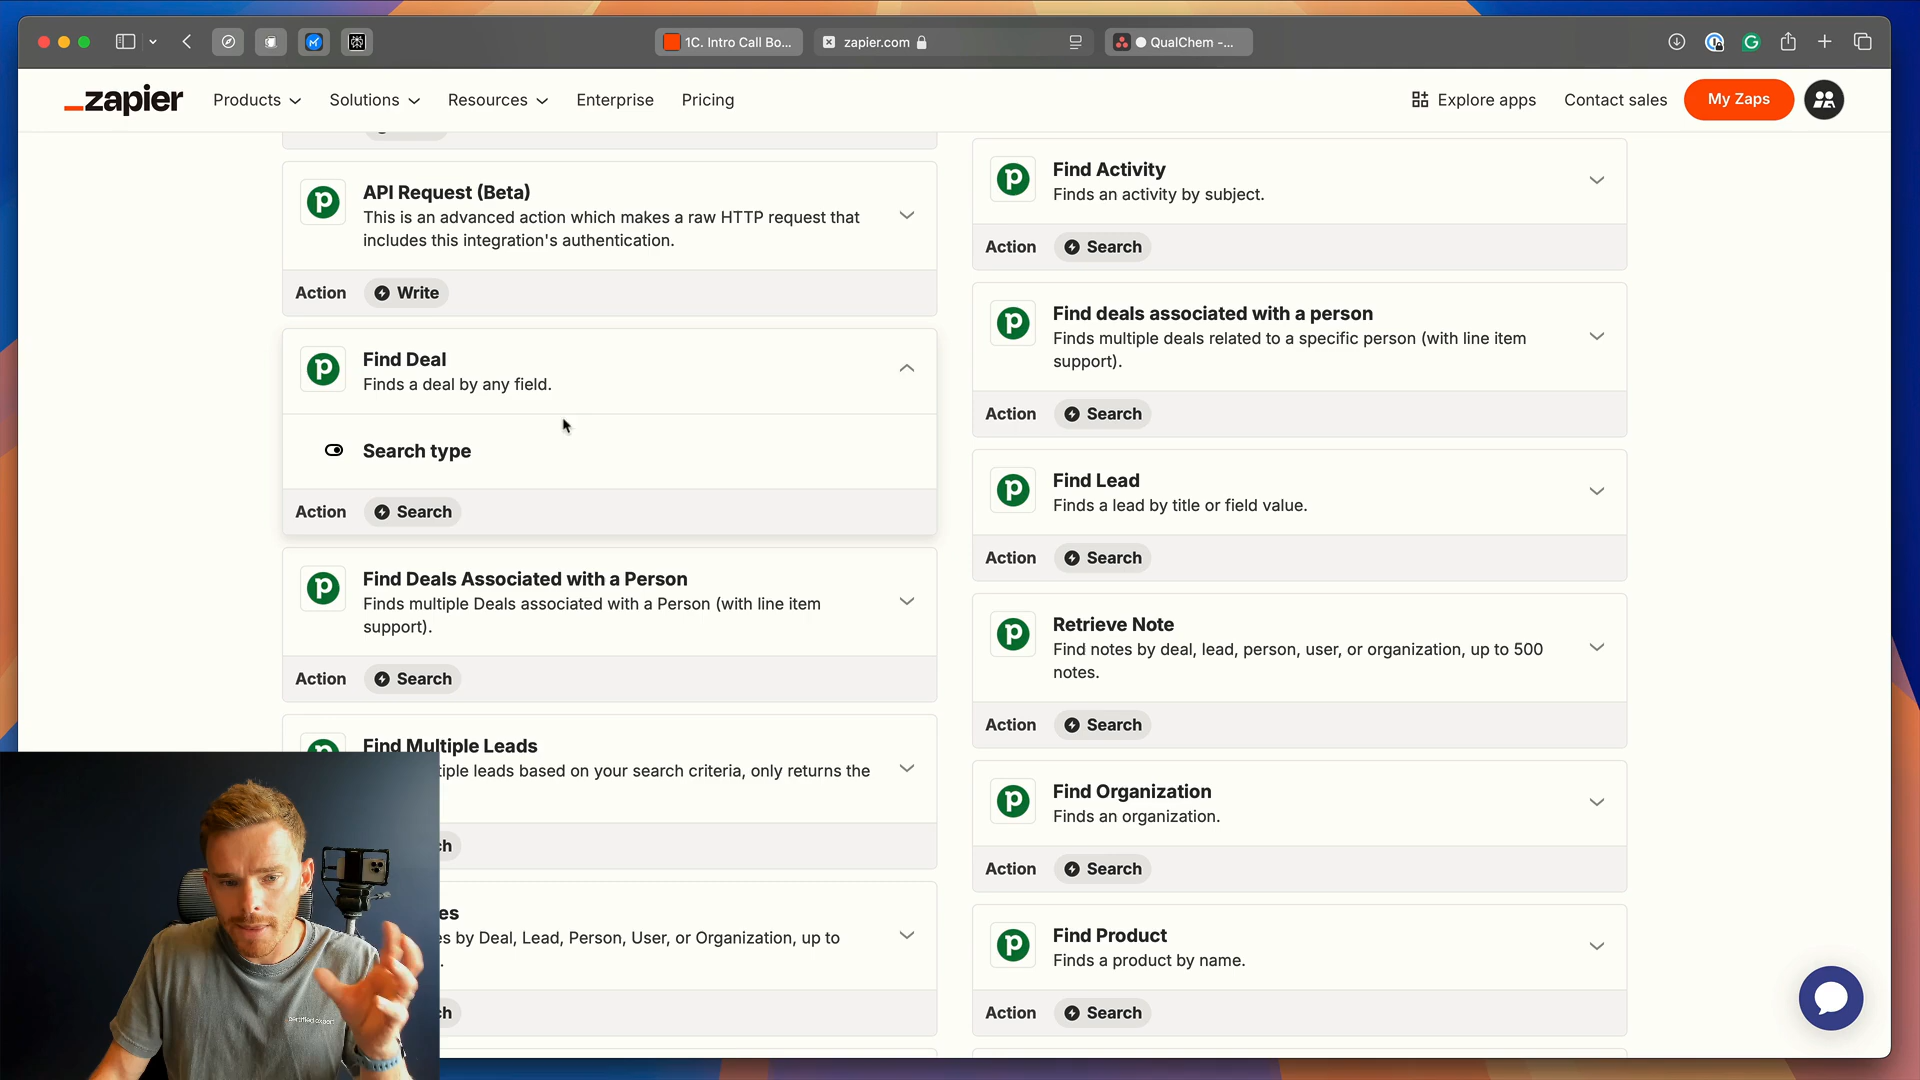 1C. Intro Call Bo...
zapier.com
QualChem -...
zapier
Products
Solutions
Resources
Enterprise
Pricing
Explore apps
Contact sales
My Zaps
API Request (Beta)
This is an advanced action which makes a raw HTTP request that
includes this integration's authentication.
Action
Write
Find Deal
Finds a deal by any field.
Search type
Action
Search
Find Deals Associated with a Person
Finds multiple Deals associated with a Person (with line item
support).
Action
Search
Find Multiple Leads
iple leads based on your search criteria, only returns the
ch
es
es by Deal, Lead, Person, User, or Organization, up to
.
ch
Find Activity
Finds an activity by subject.
Action
Search
Find deals associated with a person
Finds multiple deals related to a specific person (with line item
support).
Action
Search
Find Lead
Finds a lead by title or field value.
Action
Search
Retrieve Note
Find notes by deal, lead, person, user, or organization, up to 500
notes.
Action
Search
Find Organization
Finds an organization.
Action
Search
Find Product
Finds a product by name.
Action
Search